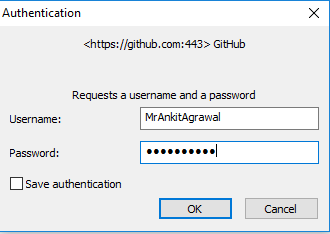 Authentication
<https://github.com:443> GitHub
Requests a username and a password
Username: MrAnkitAgrawal
Password: ●●●●●●●●●●
Save authentication
OK Cancel